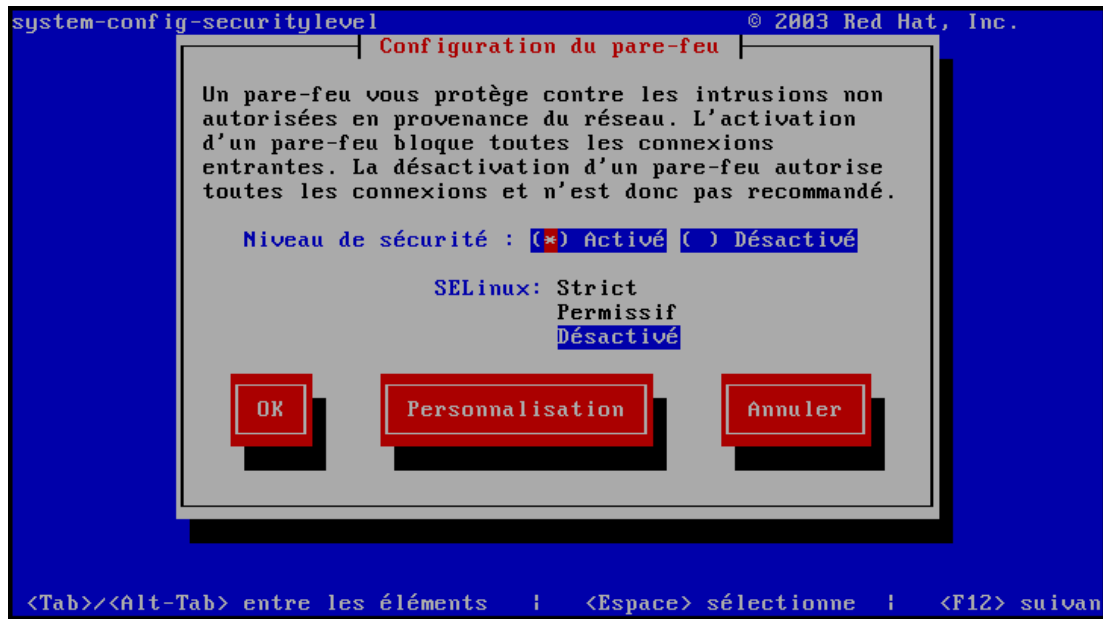 system-config-securitylevel © 2003 Red Hat, Inc.
Configuration du pare-feu
Un pare-feu vous protège contre les intrusions non
autorisées en provenance du réseau. L'activation
d'un pare-feu bloque toutes les connexions
entrantes. La désactivation d'un pare-feu autorise
toutes les connexions et n'est donc pas recommandé.
Niveau de sécurité : (*) Activé ( ) Désactivé
SELinux: Strict
Permissif
Désactivé
OK Personnalisation Annuler
<Tab>/<Alt-Tab> entre les éléments | <Espace> sélectionne | <F12> suivan